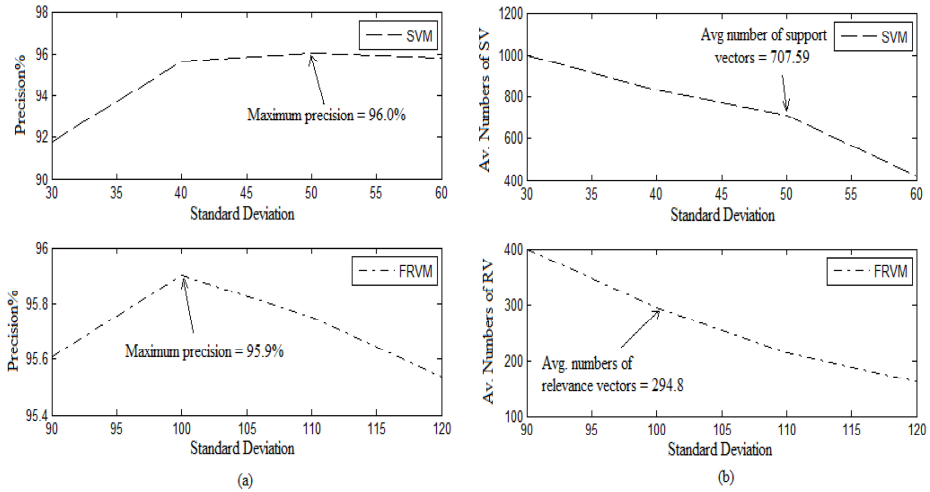 98
96
94
92
90
Precision%
SVM
Maximum precision = 96.0%
30 35 40 45 50 55 60
Standard Deviation
1200
1000
800
600
400
Av. Numbers of SV
SVM
Avg number of support
vectors = 707.59
30 35 40 45 50 55 60
Standard Deviation
96
95.8
95.6
95.4
Precision%
FRVM
Maximum precision = 95.9%
90 95 100 105 110 115 120
Standard Deviation
(a)
400
300
200
100
Av. Numbers of RV
FRVM
Avg. numbers of
relevance vectors = 294.8
90 95 100 105 110 115 120
Standard Deviation
(b)